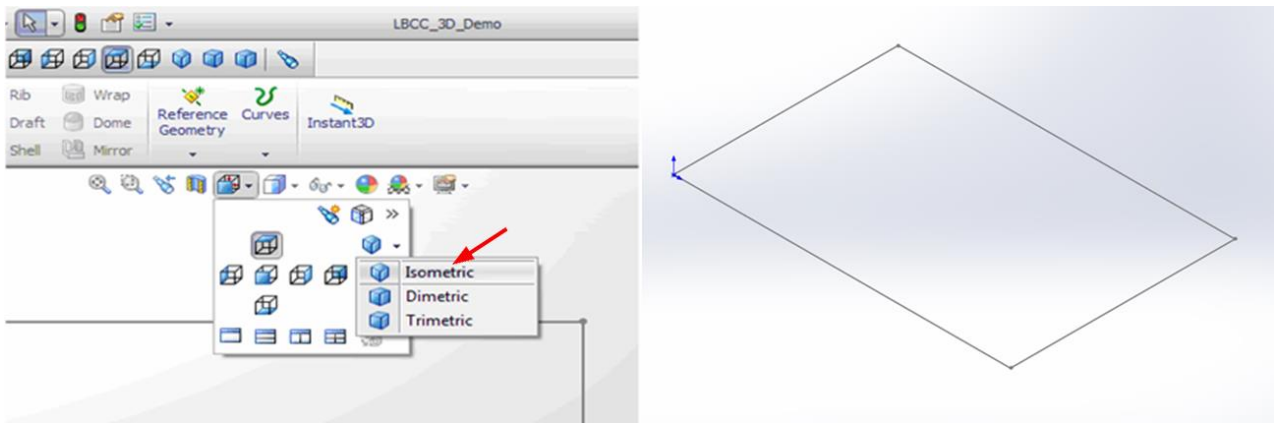 LBCC_3D_Demo
Rib Wrap
Draft Dome
Shell Mirror
Reference
Geometry
Curves
Instant3D
Isometric
Dimetric
Trimetric